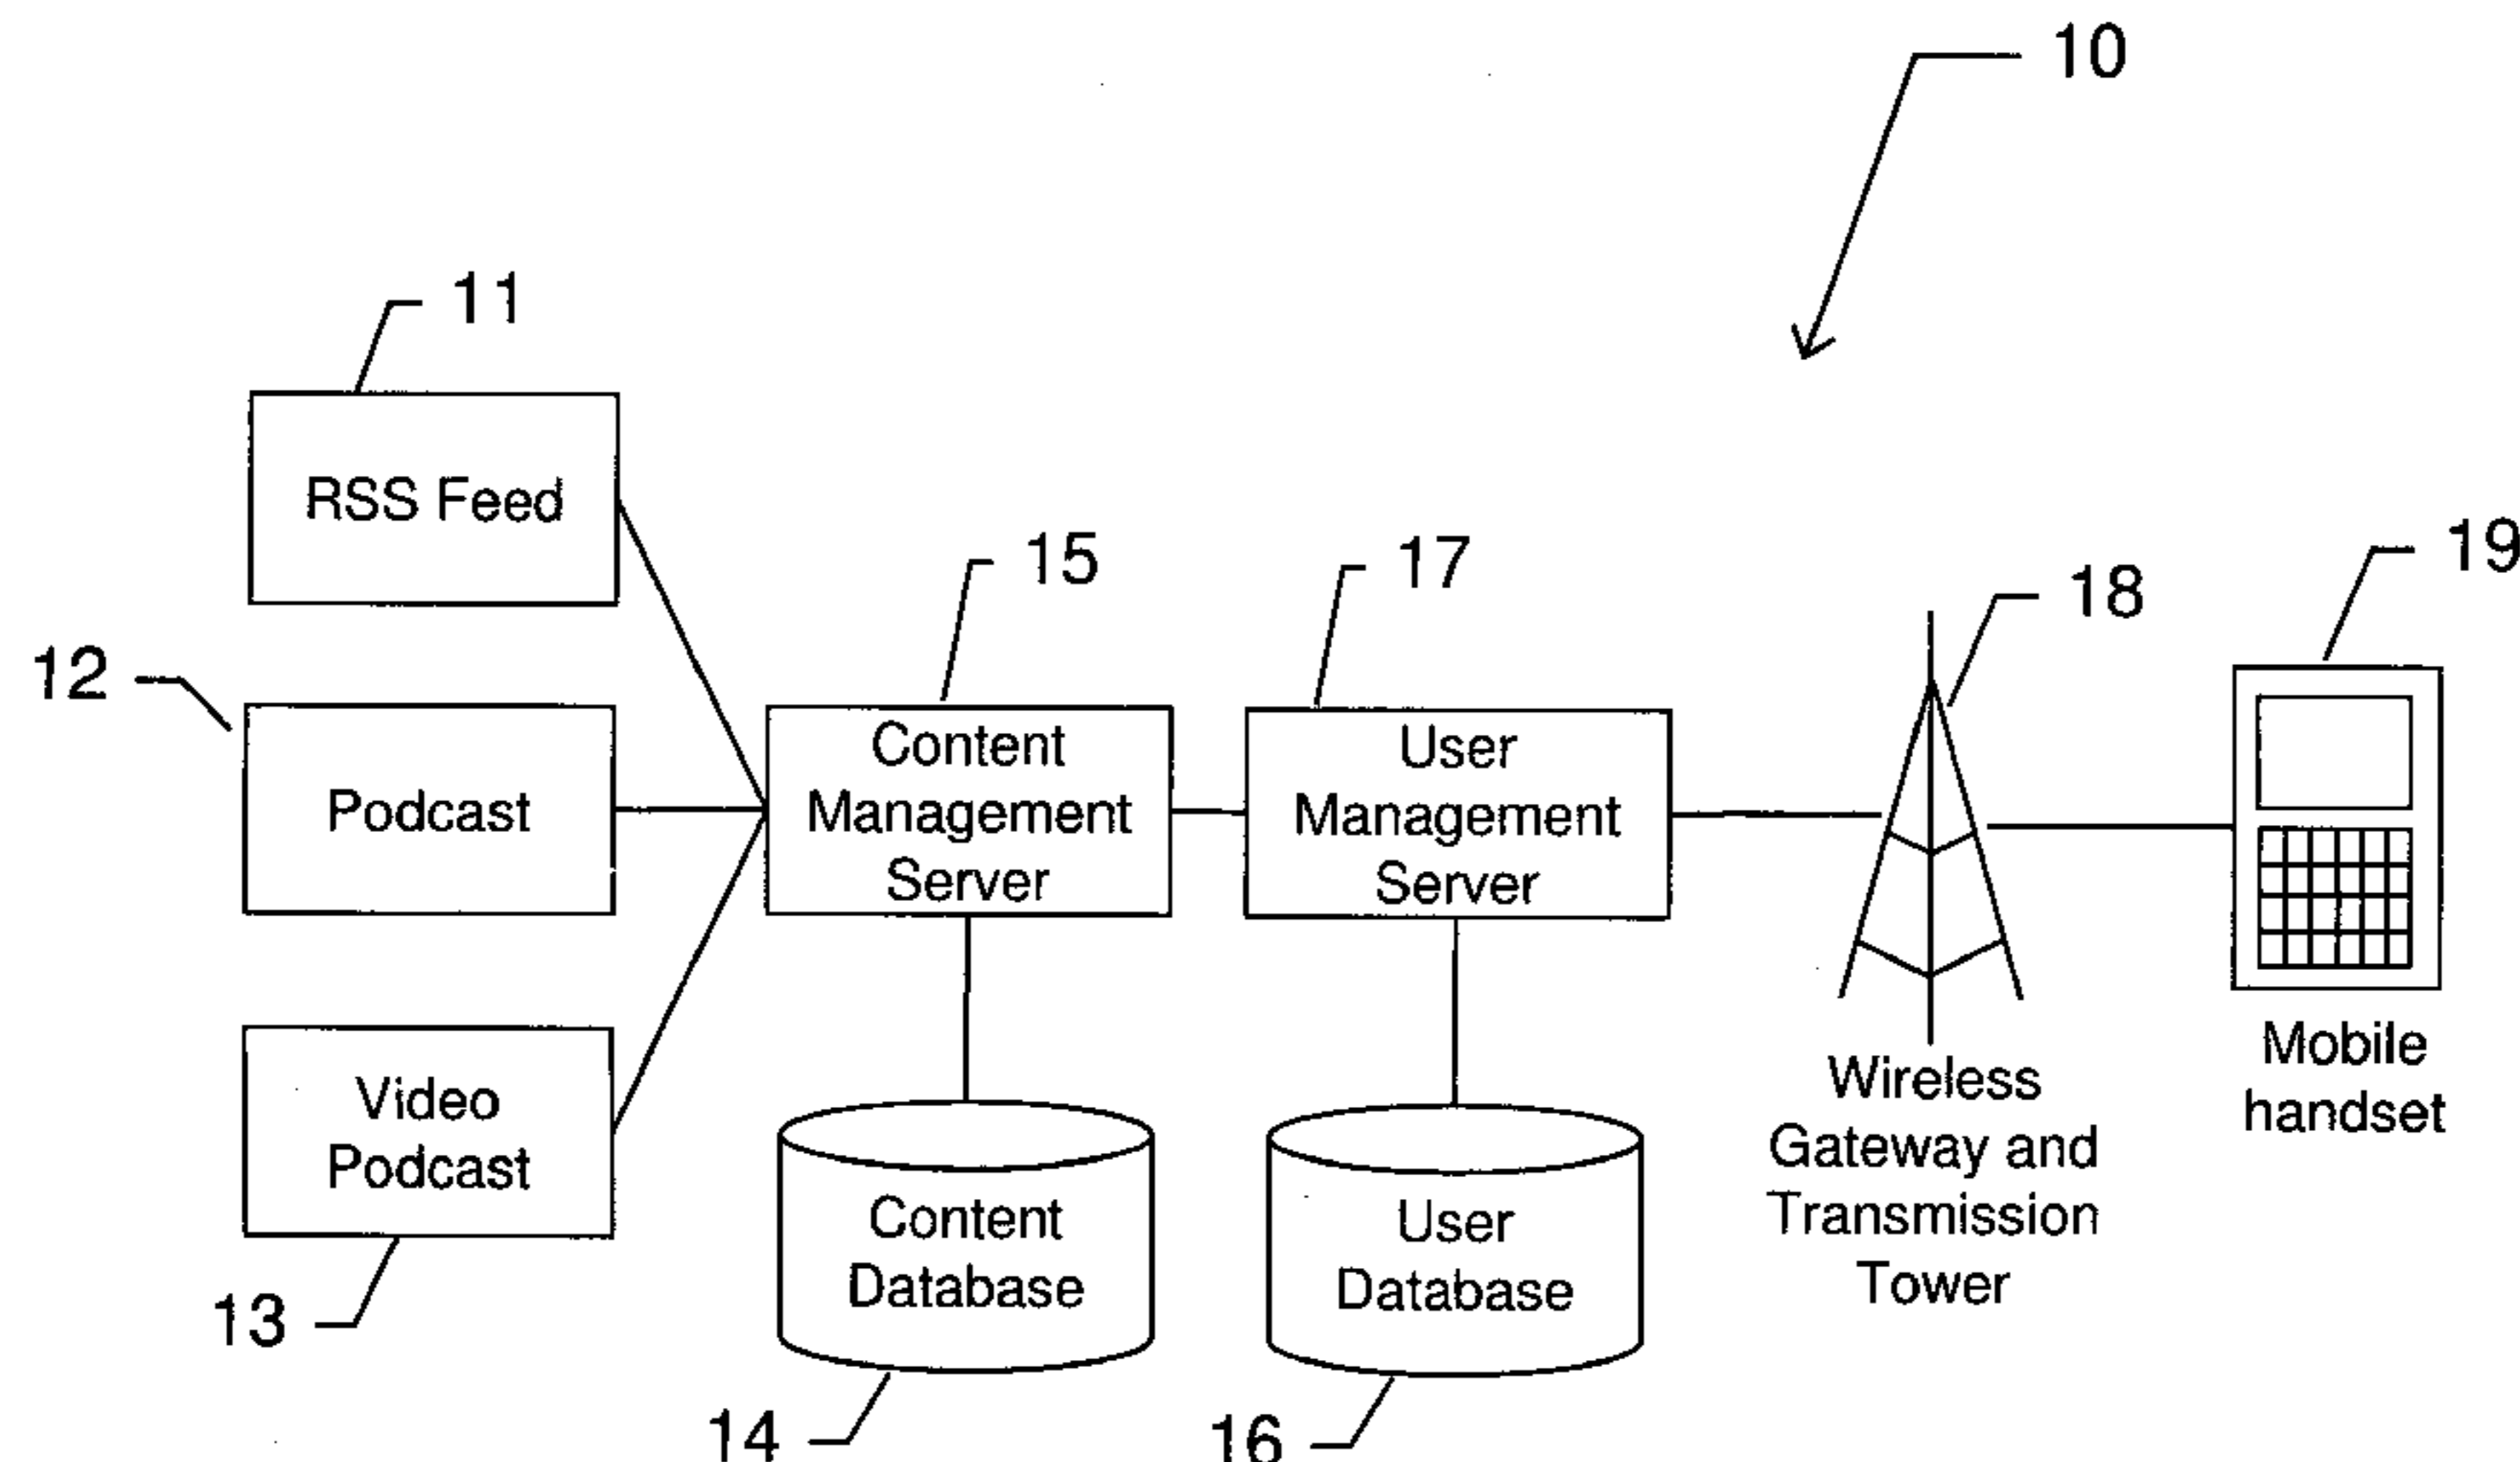 10
11
RSS Feed
12
Podcast
Video
Podcast
13
15
Content
Management
Server
17
User
Management
Server
18
19
Content
Database
14
User
Database
16
Wireless
Gateway and
Transmission
Tower
Mobile
handset